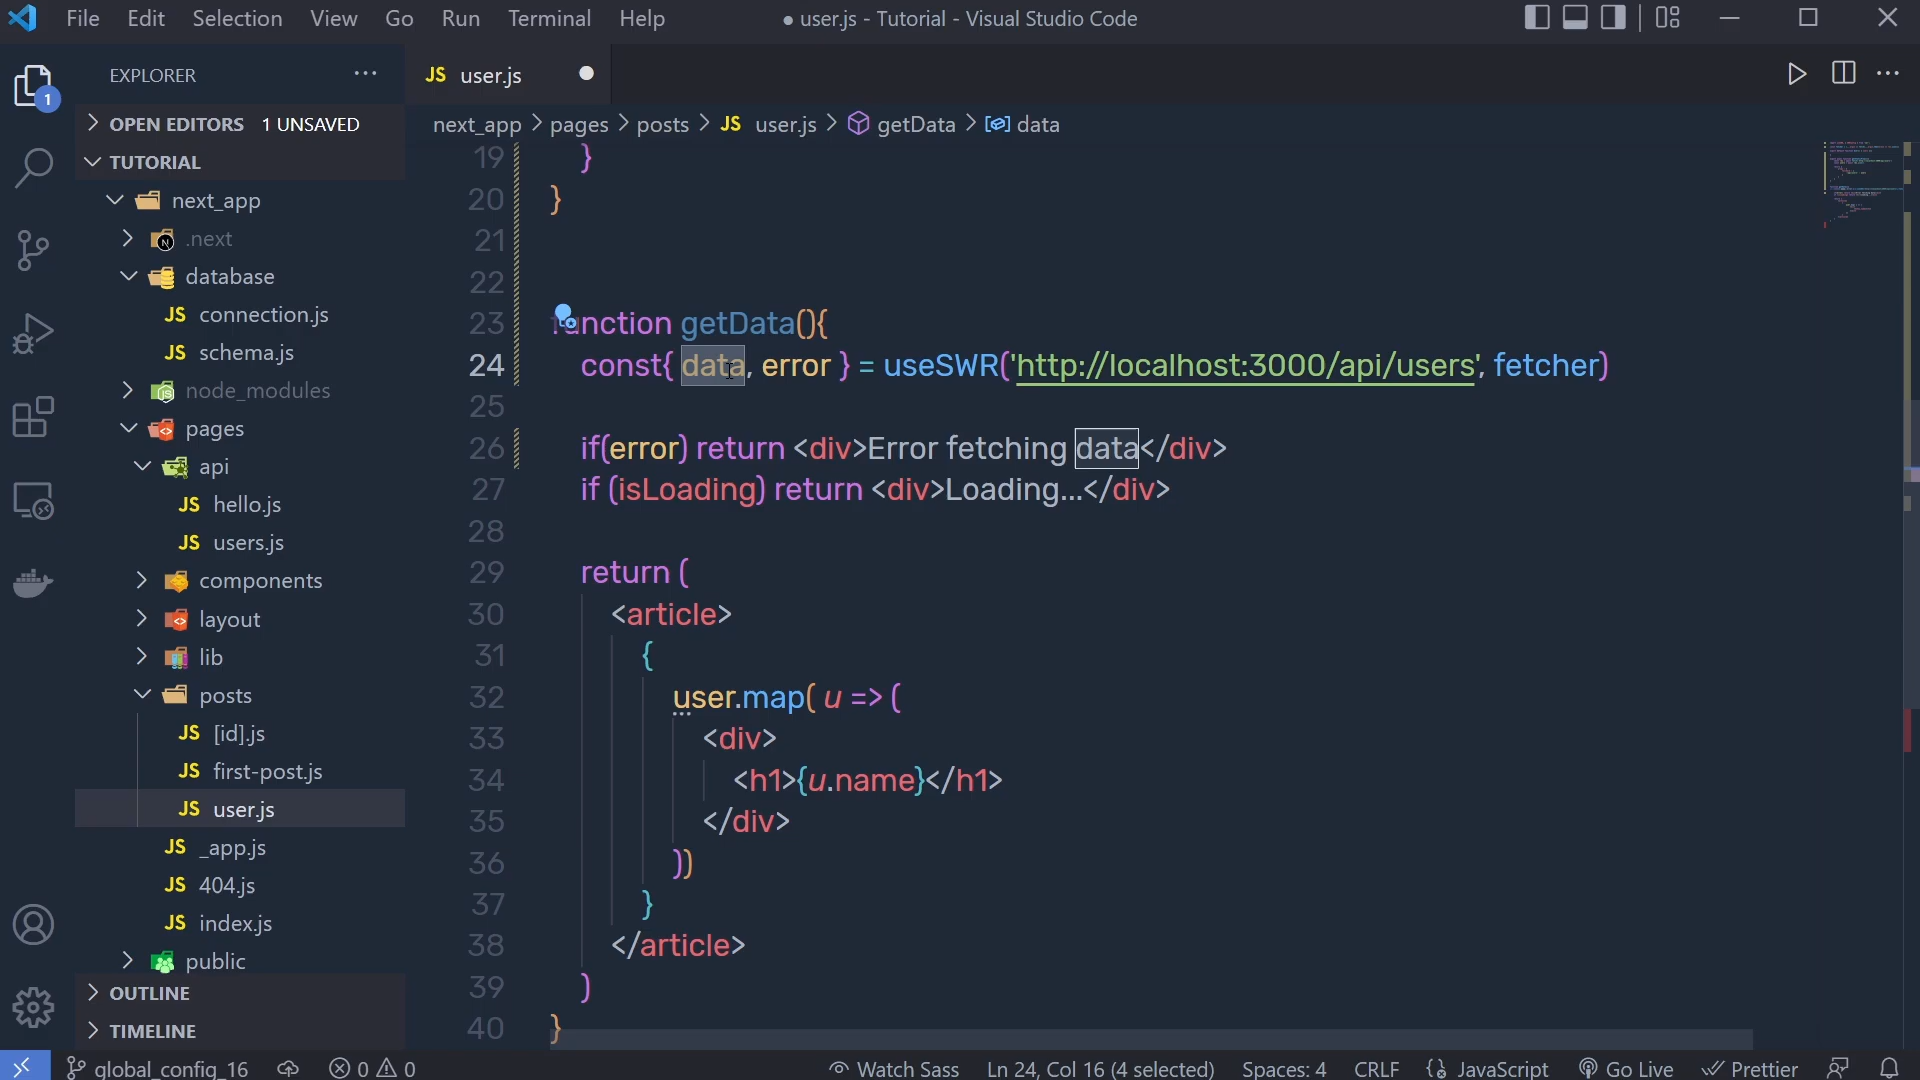 File Edit Selection View Go Run Terminal Help
● user.js - Tutorial - Visual Studio Code
EXPLORER
1
OPEN EDITORS 1 UNSAVED
TUTORIAL
next_app
.next
database
JS connection.js
JS schema.js
node_modules
pages
api
JS hello.js
JS users.js
components
layout
lib
posts
JS [id].js
JS first-post.js
JS user.js
JS _app.js
JS 404.js
JS index.js
public
OUTLINE
TIMELINE
JS user.js
next_app > pages > posts > JS user.js > getData > data
19 }
20 }
21
22
23 function getData(){
24 const{ data, error } = useSWR('http://localhost:3000/api/users', fetcher)
25
26 if(error) return <div>Error fetching data</div>
27 if (isLoading) return <div>Loading...</div>
28
29 return (
30 <article>
31 {
32 user.map( u => (
33 <div>
34 <h1>{u.name}</h1>
35 </div>
36 ))
37 }
38 </article>
39 )
40 }
global_config_16 0 0 Watch Sass Ln 24, Col 16 (4 selected) Spaces: 4 CRLF JavaScript Go Live Prettier